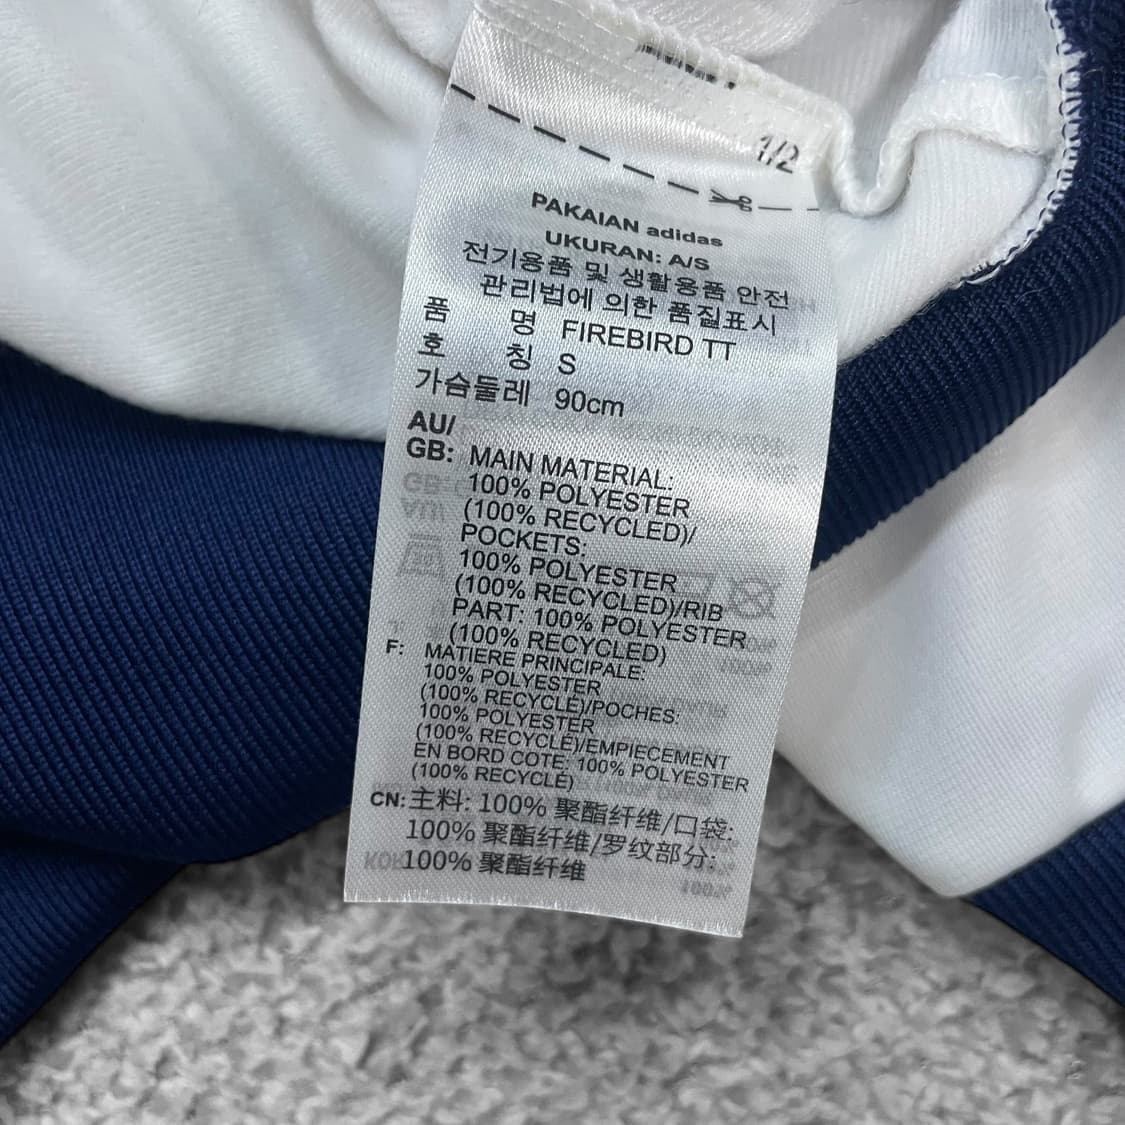 1/2
PAKAIAN adidas
UKURAN: A/S
전기용품 및 생활용품 안전
관리법에 의한 품질표시
품 명 FIREBIRD TT
호 칭 S
가슴둘레 90cm
AU/
GB: MAIN MATERIAL:
100% POLYESTER
(100% RECYCLED)/
POCKETS:
100% POLYESTER
(100% RECYCLED)/RIB
PART: 100% POLYESTER
(100% RECYCLED)
F: MATIERE PRINCIPALE:
100% POLYESTER
(100% RECYCLÉ)/POCHES:
100% POLYESTER
(100% RECYCLÉ)/EMPIECEMENT
EN BORD COTE: 100% POLYESTER
(100% RECYCLÉ)
CN: 主料: 100% 聚酯纤维/口袋:
100% 聚酯纤维/罗纹部分:
100% 聚酯纤维